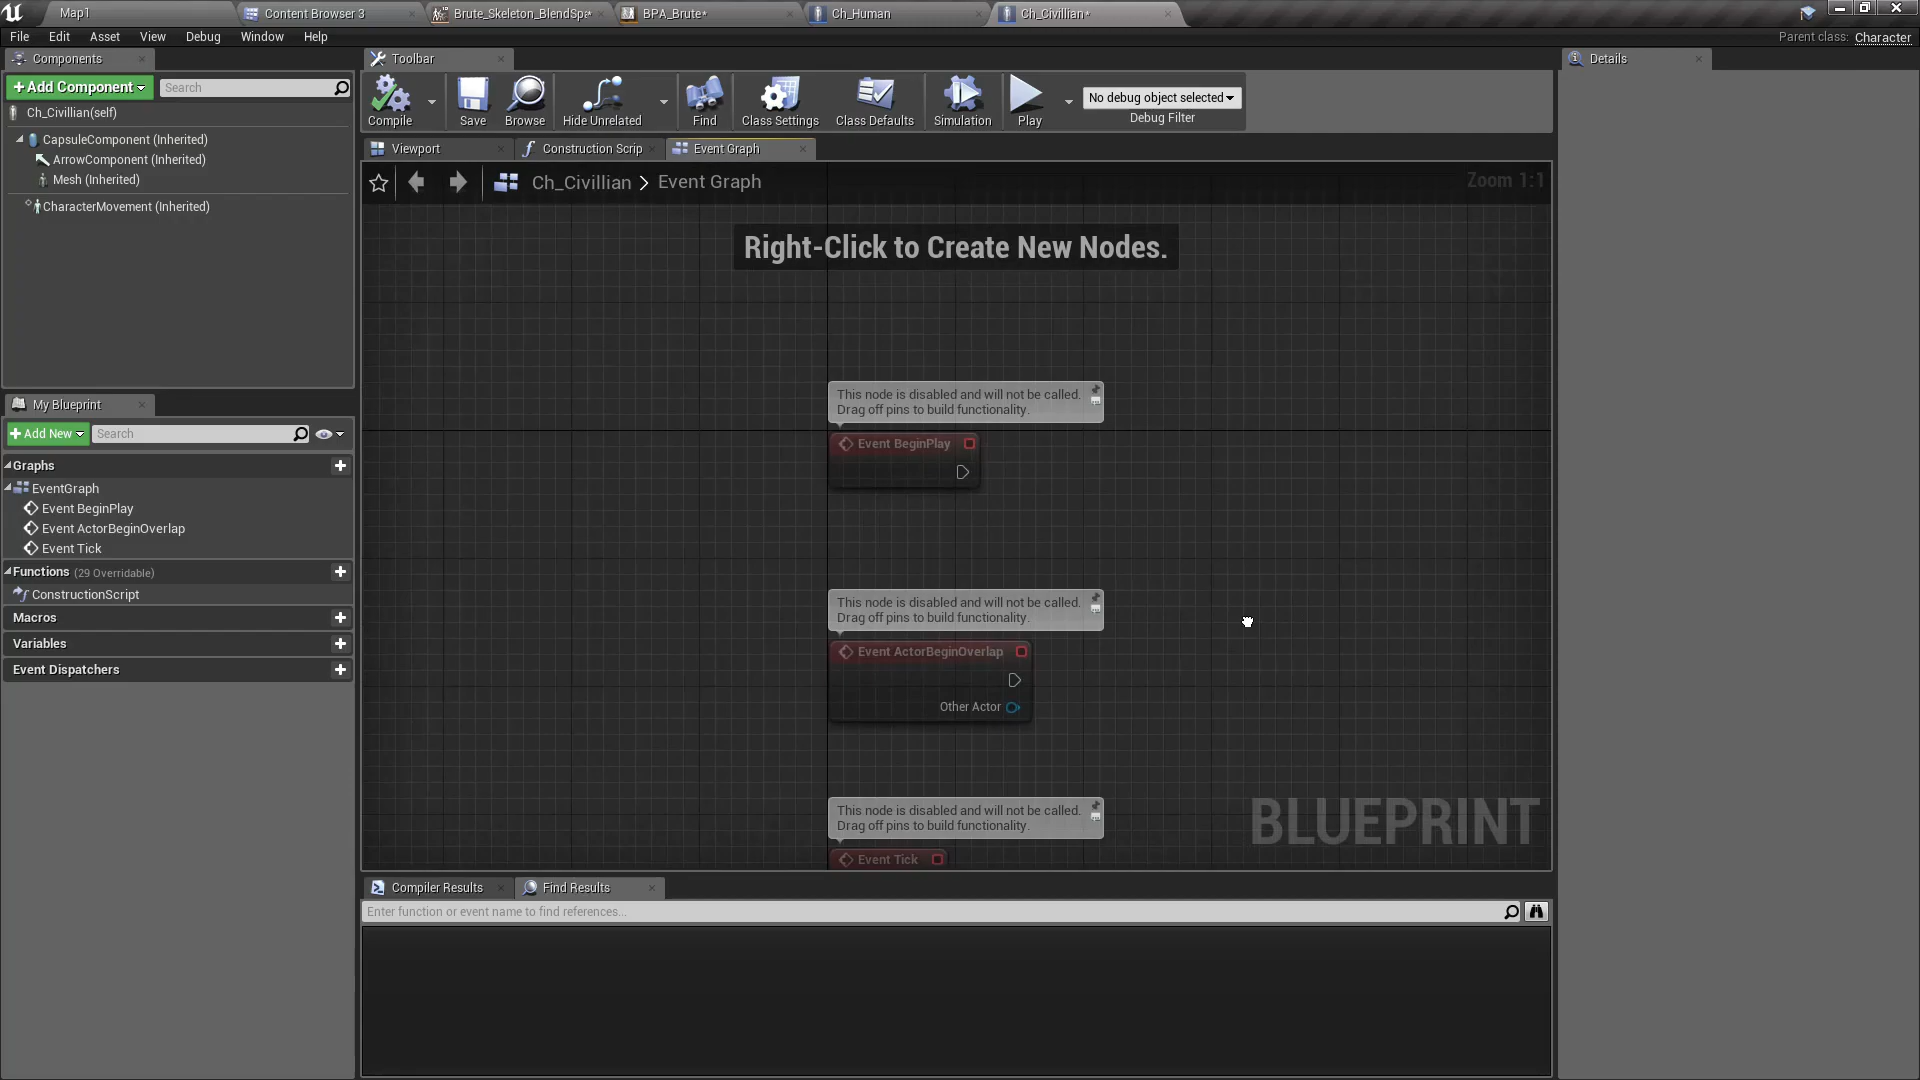 Map1
Content Browser 3
Brute_Skeleton_BlendSpa*
BPA_Brute*
Ch_Human
Ch_Civillian*
File Edit Asset View Debug Window Help
Parent class: Character
Components
+Add Component
Search
Ch_Civillian(self)
CapsuleComponent (Inherited)
ArrowComponent (Inherited)
Mesh (Inherited)
CharacterMovement (Inherited)
My Blueprint
+Add New
Search
Graphs
EventGraph
Event BeginPlay
Event ActorBeginOverlap
Event Tick
Functions (29 Overridable)
ConstructionScript
Macros
Variables
Event Dispatchers
Toolbar
Compile
Save
Browse
Hide Unrelated
Find
Class Settings
Class Defaults
Simulation
Play
No debug object selected
Debug Filter
Viewport
Construction Scrip
Event Graph
Ch_Civillian > Event Graph
Zoom 1:1
Right-Click to Create New Nodes.
This node is disabled and will not be called.
Drag off pins to build functionality.
Event BeginPlay
This node is disabled and will not be called.
Drag off pins to build functionality.
Event ActorBeginOverlap
Other Actor
This node is disabled and will not be called.
Drag off pins to build functionality.
Event Tick
BLUEPRINT
Compiler Results
Find Results
Enter function or event name to find references...
Details